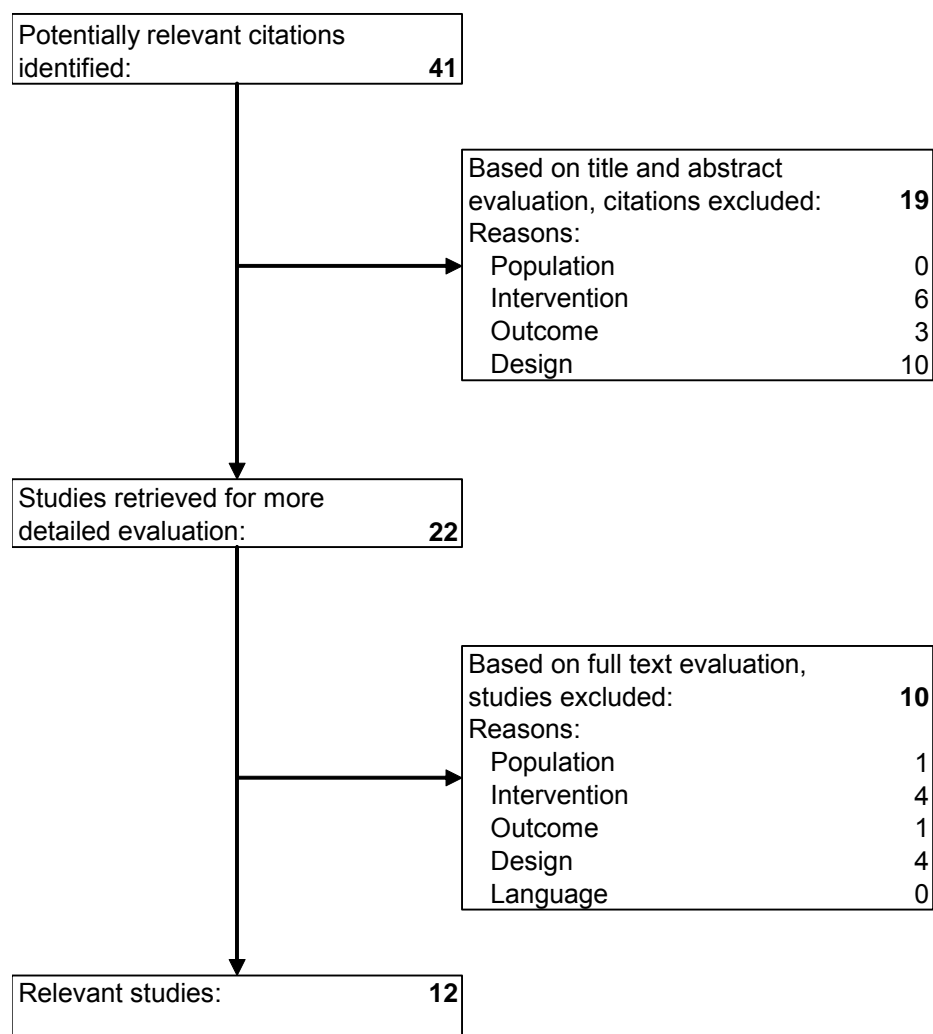 Potentially relevant citations
identified: 41
Based on title and abstract
evaluation, citations excluded: 19
Reasons:
Population 0
Intervention 6
Outcome 3
Design 10
Studies retrieved for more
detailed evaluation: 22
Based on full text evaluation,
studies excluded: 10
Reasons:
Population 1
Intervention 4
Outcome 1
Design 4
Language 0
Relevant studies: 12